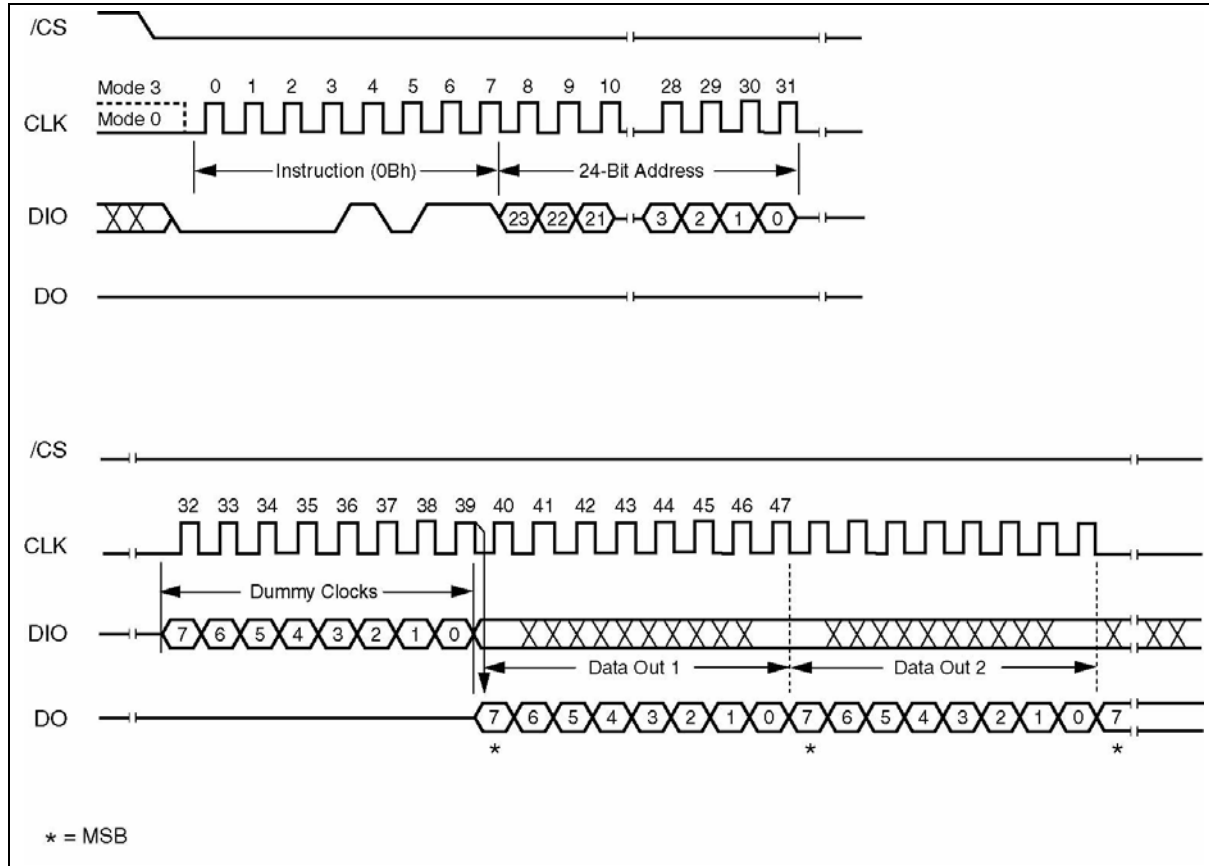 /CS
Mode 3
0 1 2 3 4 5 6 7 8 9 10 28 29 30 31
Mode 0
CLK
Instruction (0Bh) 24-Bit Address
DIO
23 22 21 3 2 1 0
DO
/CS
32 33 34 35 36 37 38 39 40 41 42 43 44 45 46 47
CLK
Dummy Clocks
DIO
7 6 5 4 3 2 1 0
Data Out 1 Data Out 2
DO
7 6 5 4 3 2 1 0 7 6 5 4 3 2 1 0 7
* * *
* = MSB